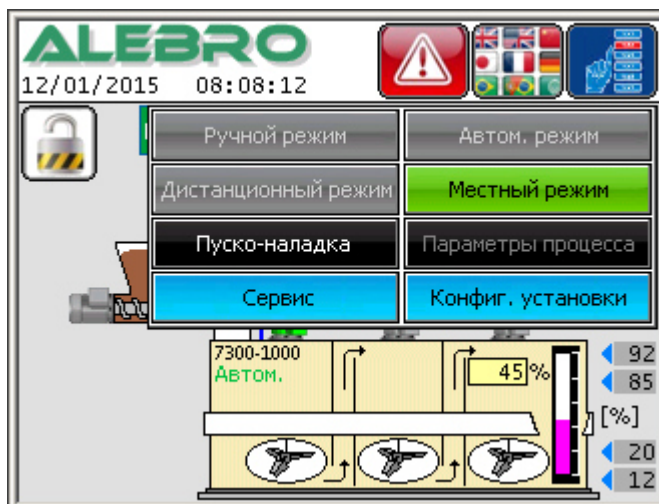 ALEBRO
12/01/2015 08:08:12
Ручной режим
Автом. режим
Дистанционный режим
Местный режим
Пуско-наладка
Параметры процесса
Сервис
Конфиг. установки
7300-1000
Автом.
45 %
92
85
[%]
20
12